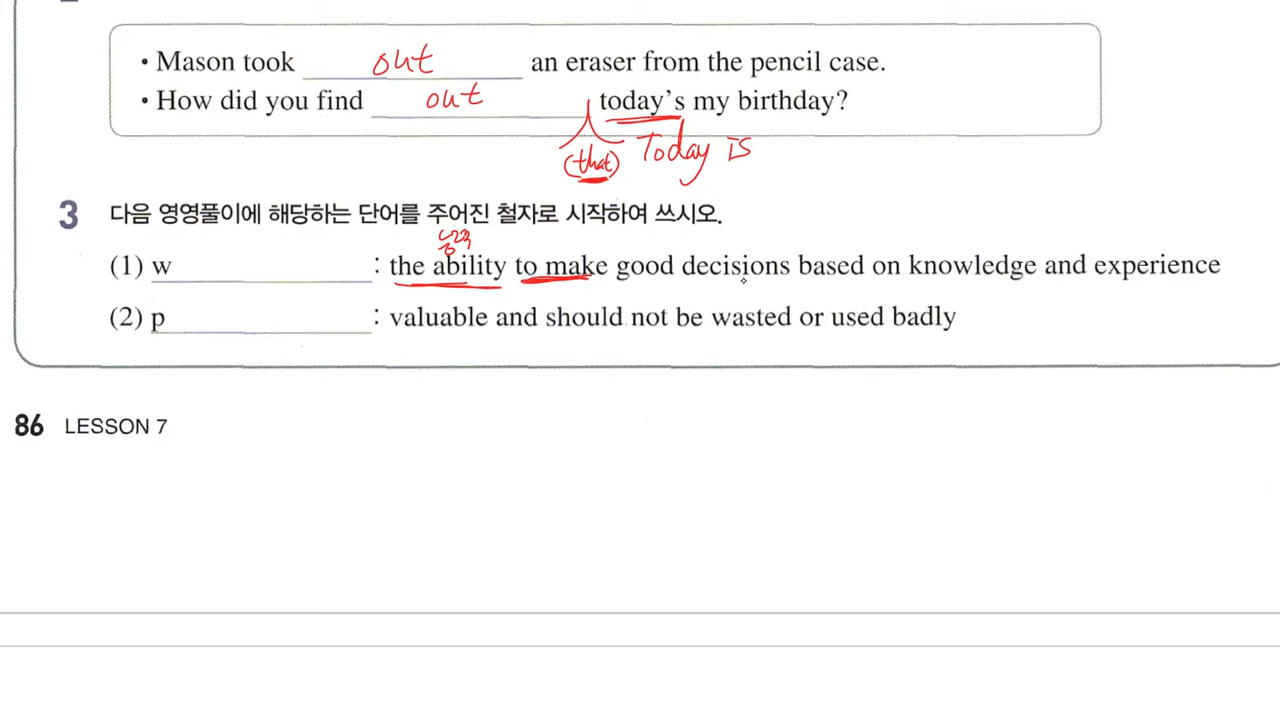 • Mason took out an eraser from the pencil case.
• How did you find out today's my birthday?
(that) Today is
3 다음 영영풀이에 해당하는 단어를 주어진 철자로 시작하여 쓰시오.
능력
(1) w : the ability to make good decisions based on knowledge and experience
(2) p : valuable and should not be wasted or used badly
86 LESSON 7